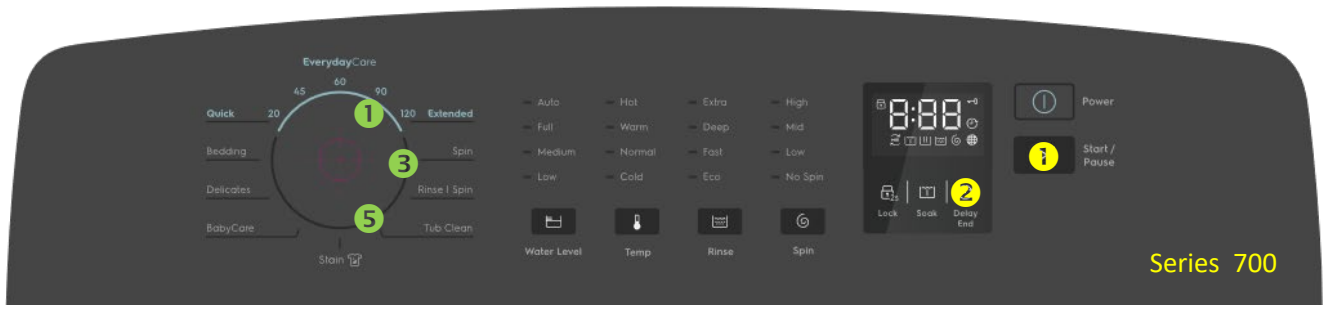 EverydayCare
60
45 90
Quick 20 120 Extended
1
Bedding Spin
3
Delicates Rinse | Spin
5
BabyCare Tub Clean
Stain
Auto Hot Extra High
Full Warm Deep Mid
Medium Normal Fast Low
Low Cold Eco No Spin
Water Level Temp Rinse Spin
8:88
2s
2
Lock Soak Delay
End
Power
1
Start /
Pause
Series 700